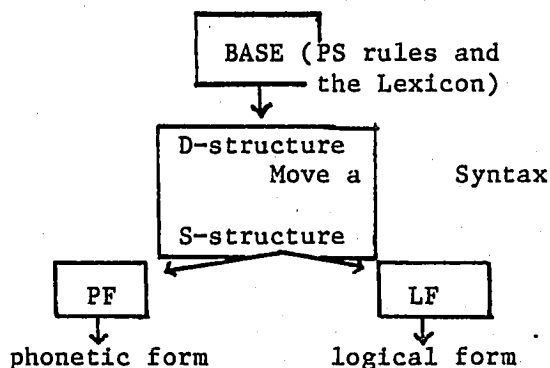 BASE (PS rules and
the Lexicon)
D-structure
Move a Syntax
S-structure
PF LF
phonetic form logical form